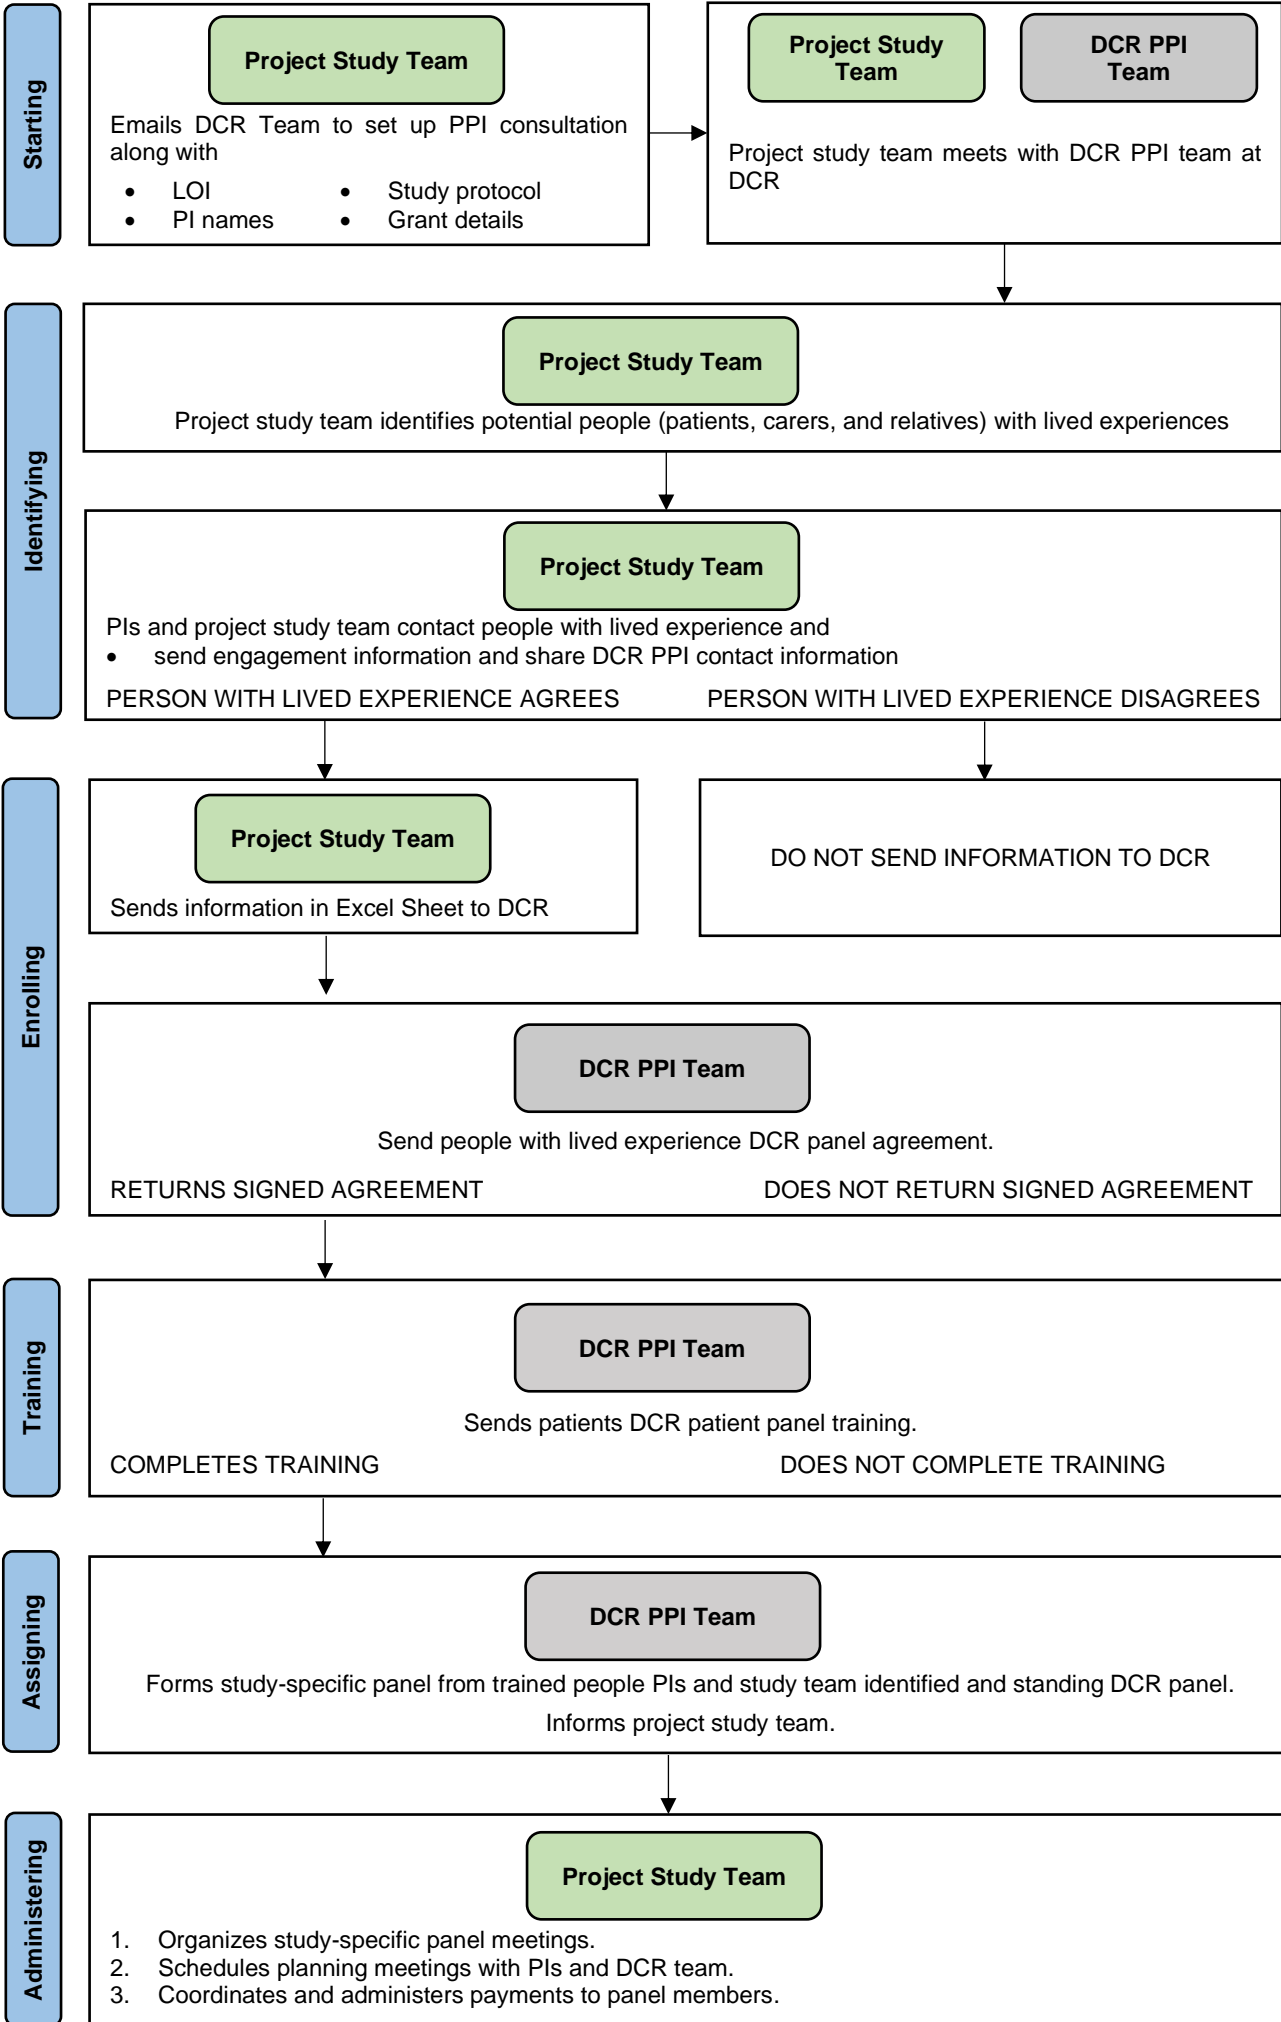 Starting
Project Study Team
Emails DCR Team to set up PPI consultation
along with
• LOI
• PI names
• Study protocol
• Grant details
Project Study
Team
DCR PPI
Team
Project study team meets with DCR PPI team at
DCR
Identifying
Project Study Team
Project study team identifies potential people (patients, carers, and relatives) with lived experiences
Project Study Team
PIs and project study team contact people with lived experience and
• send engagement information and share DCR PPI contact information
PERSON WITH LIVED EXPERIENCE AGREES
PERSON WITH LIVED EXPERIENCE DISAGREES
Enrolling
Project Study Team
Sends information in Excel Sheet to DCR
DO NOT SEND INFORMATION TO DCR
DCR PPI Team
Send people with lived experience DCR panel agreement.
RETURNS SIGNED AGREEMENT
DOES NOT RETURN SIGNED AGREEMENT
Training
DCR PPI Team
Sends patients DCR patient panel training.
COMPLETES TRAINING
DOES NOT COMPLETE TRAINING
Assigning
DCR PPI Team
Forms study-specific panel from trained people PIs and study team identified and standing DCR panel.
Informs project study team.
Administering
Project Study Team
1. Organizes study-specific panel meetings.
2. Schedules planning meetings with PIs and DCR team.
3. Coordinates and administers payments to panel members.